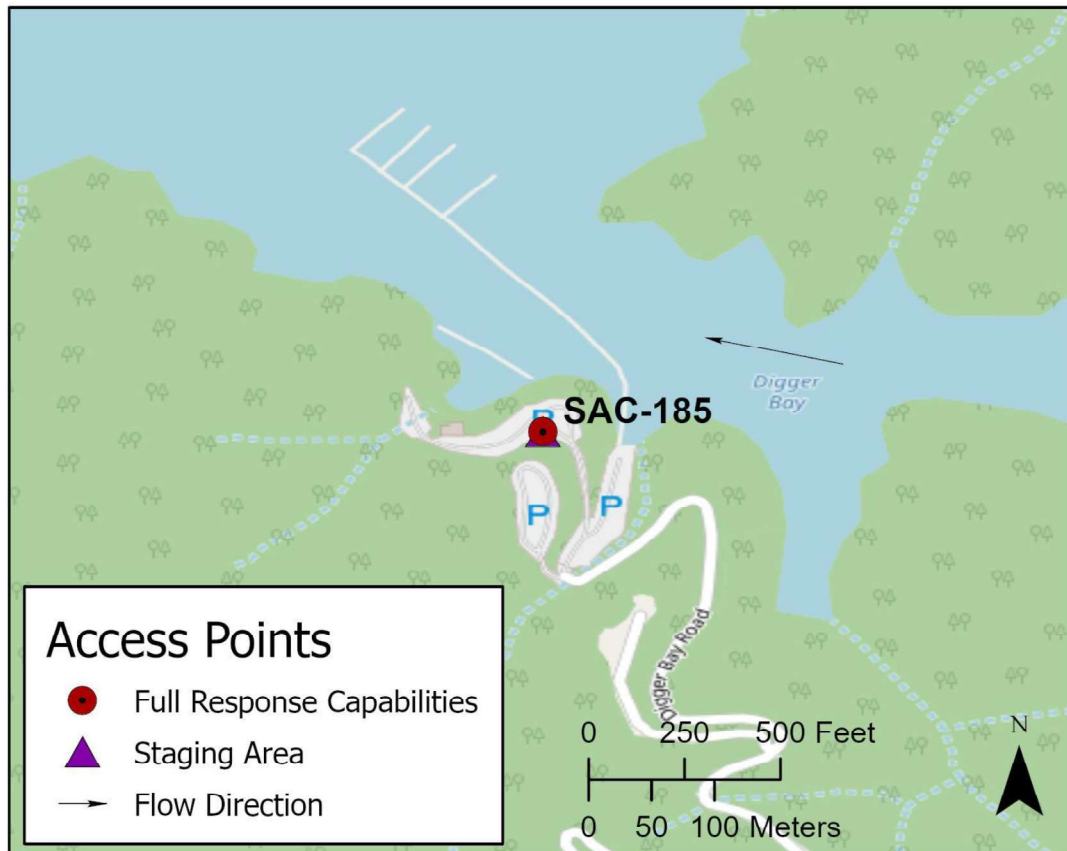 P
SAC-185
Digger
Bay
P
P
Digger Bay Road
Access Points
Full Response Capabilities
Staging Area
Flow Direction
0 250 500 Feet
0 50 100 Meters
N